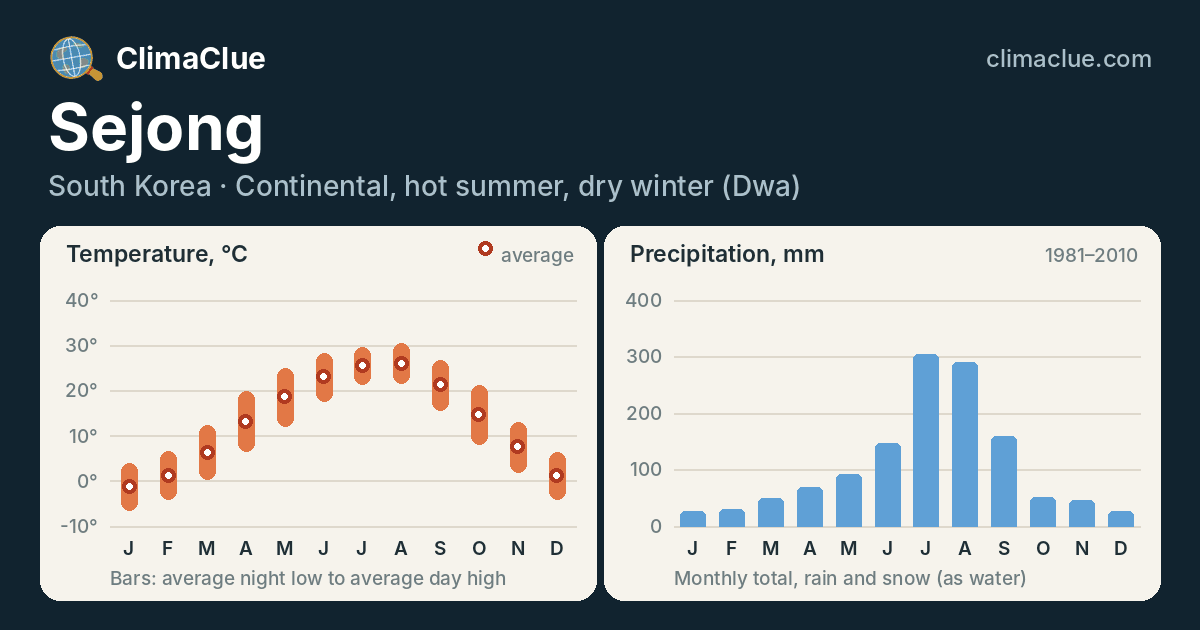 ClimaClue
climaclue.com
Sejong
South Korea · Continental, hot summer, dry winter (Dwa)
Temperature, °C
average
40°
30°
20°
10°
0°
-10°
J F M A M J J A S O N D
Bars: average night low to average day high
Precipitation, mm
1981–2010
400
300
200
100
0
J F M A M J J A S O N D
Monthly total, rain and snow (as water)